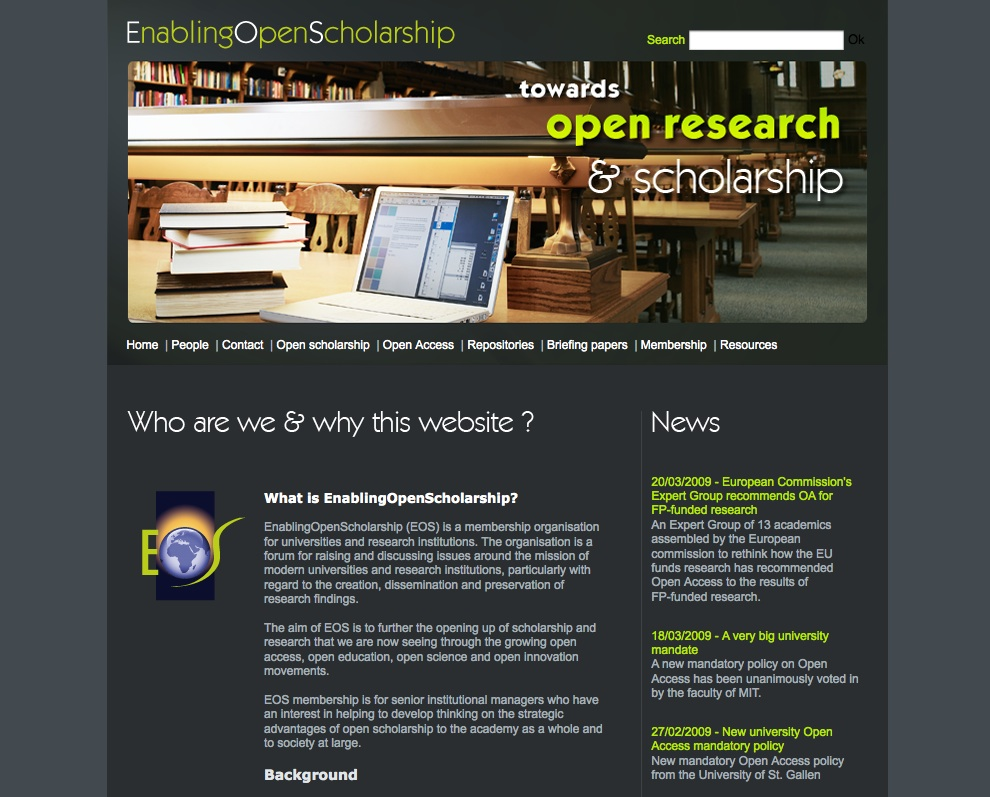 EnablingOpenScholarship
Search
Ok
towards
open research
& scholarship
Home | People | Contact | Open scholarship | Open Access | Repositories | Briefing papers | Membership | Resources
Who are we & why this website ?
EOS
What is EnablingOpenScholarship?
EnablingOpenScholarship (EOS) is a membership organisation
for universities and research institutions. The organisation is a
forum for raising and discussing issues around the mission of
modern universities and research institutions, particularly with
regard to the creation, dissemination and preservation of
research findings.
The aim of EOS is to further the opening up of scholarship and
research that we are now seeing through the growing open
access, open education, open science and open innovation
movements.
EOS membership is for senior institutional managers who have
an interest in helping to develop thinking on the strategic
advantages of open scholarship to the academy as a whole and
to society at large.
Background
News
20/03/2009 - European Commission's
Expert Group recommends OA for
FP-funded research
An Expert Group of 13 academics
assembled by the European
commission to rethink how the EU
funds research has recommended
Open Access to the results of
FP-funded research.
18/03/2009 - A very big university
mandate
A new mandatory policy on Open
Access has been unanimously voted in
by the faculty of MIT.
27/02/2009 - New university Open
Access mandatory policy
New mandatory Open Access policy
from the University of St. Gallen